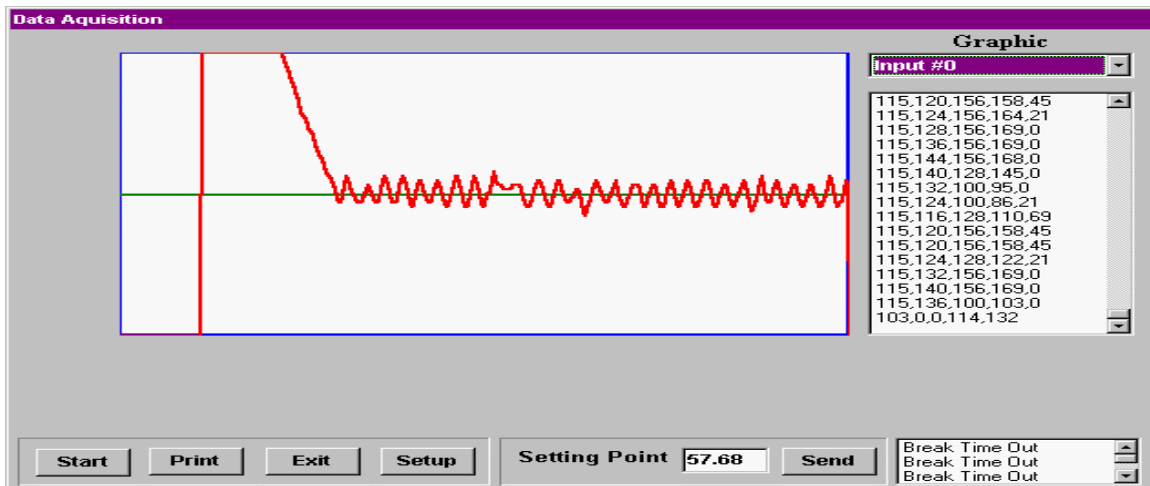 Data Aquisition
Graphic
Input #0
115,120,156,158,45
115,124,156,164,21
115,128,156,169,0
115,136,156,169,0
115,144,156,168,0
115,140,128,145,0
115,132,100,95,0
115,124,100,86,21
115,116,128,110,69
115,120,156,158,45
115,120,156,158,45
115,124,128,122,21
115,132,156,169,0
115,140,156,169,0
115,136,100,103,0
103,0,0,114,132
Start
Print
Exit
Setup
Setting Point 57.68
Send
Break Time Out
Break Time Out
Break Time Out